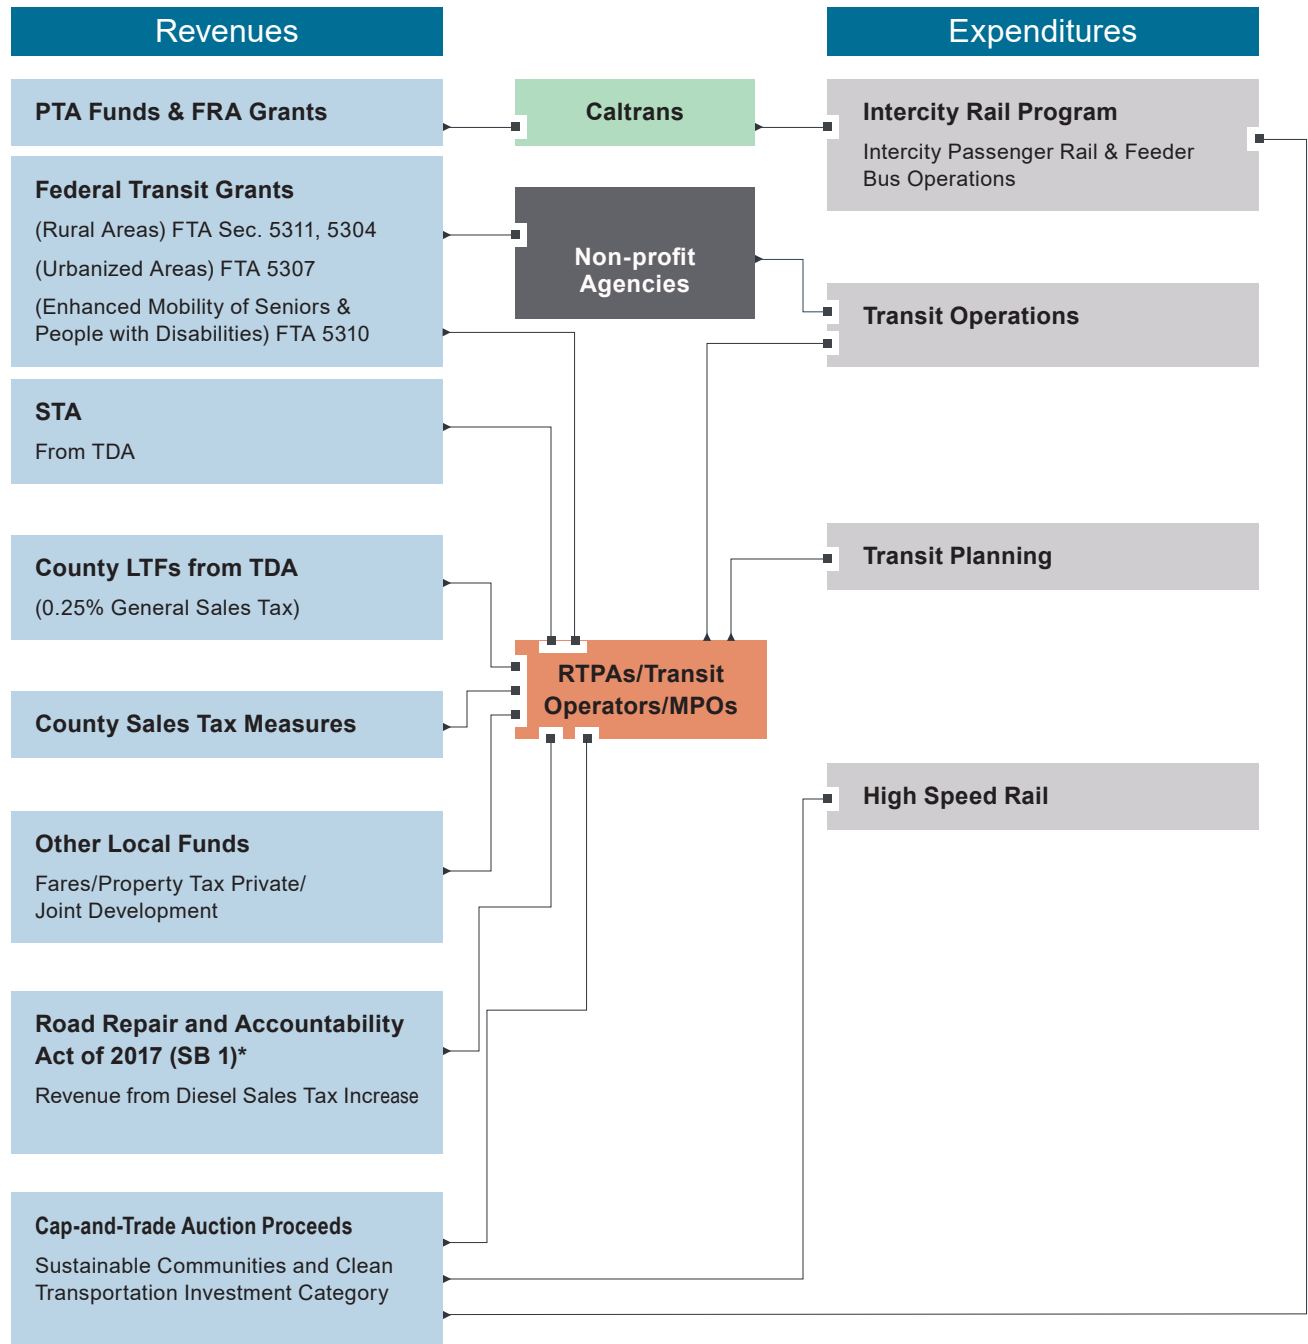 Revenues
Expenditures
PTA Funds & FRA Grants
Caltrans
Intercity Rail Program
Intercity Passenger Rail & Feeder
Bus Operations
Federal Transit Grants
(Rural Areas) FTA Sec. 5311, 5304
(Urbanized Areas) FTA 5307
(Enhanced Mobility of Seniors &
People with Disabilities) FTA 5310
Non-profit
Agencies
Transit Operations
STA
From TDA
County LTFs from TDA
(0.25% General Sales Tax)
Transit Planning
RTPAs/Transit
Operators/MPOs
County Sales Tax Measures
High Speed Rail
Other Local Funds
Fares/Property Tax Private/
Joint Development
Road Repair and Accountability
Act of 2017 (SB 1)*
Revenue from Diesel Sales Tax Increase
Cap-and-Trade Auction Proceeds
Sustainable Communities and Clean
Transportation Investment Category